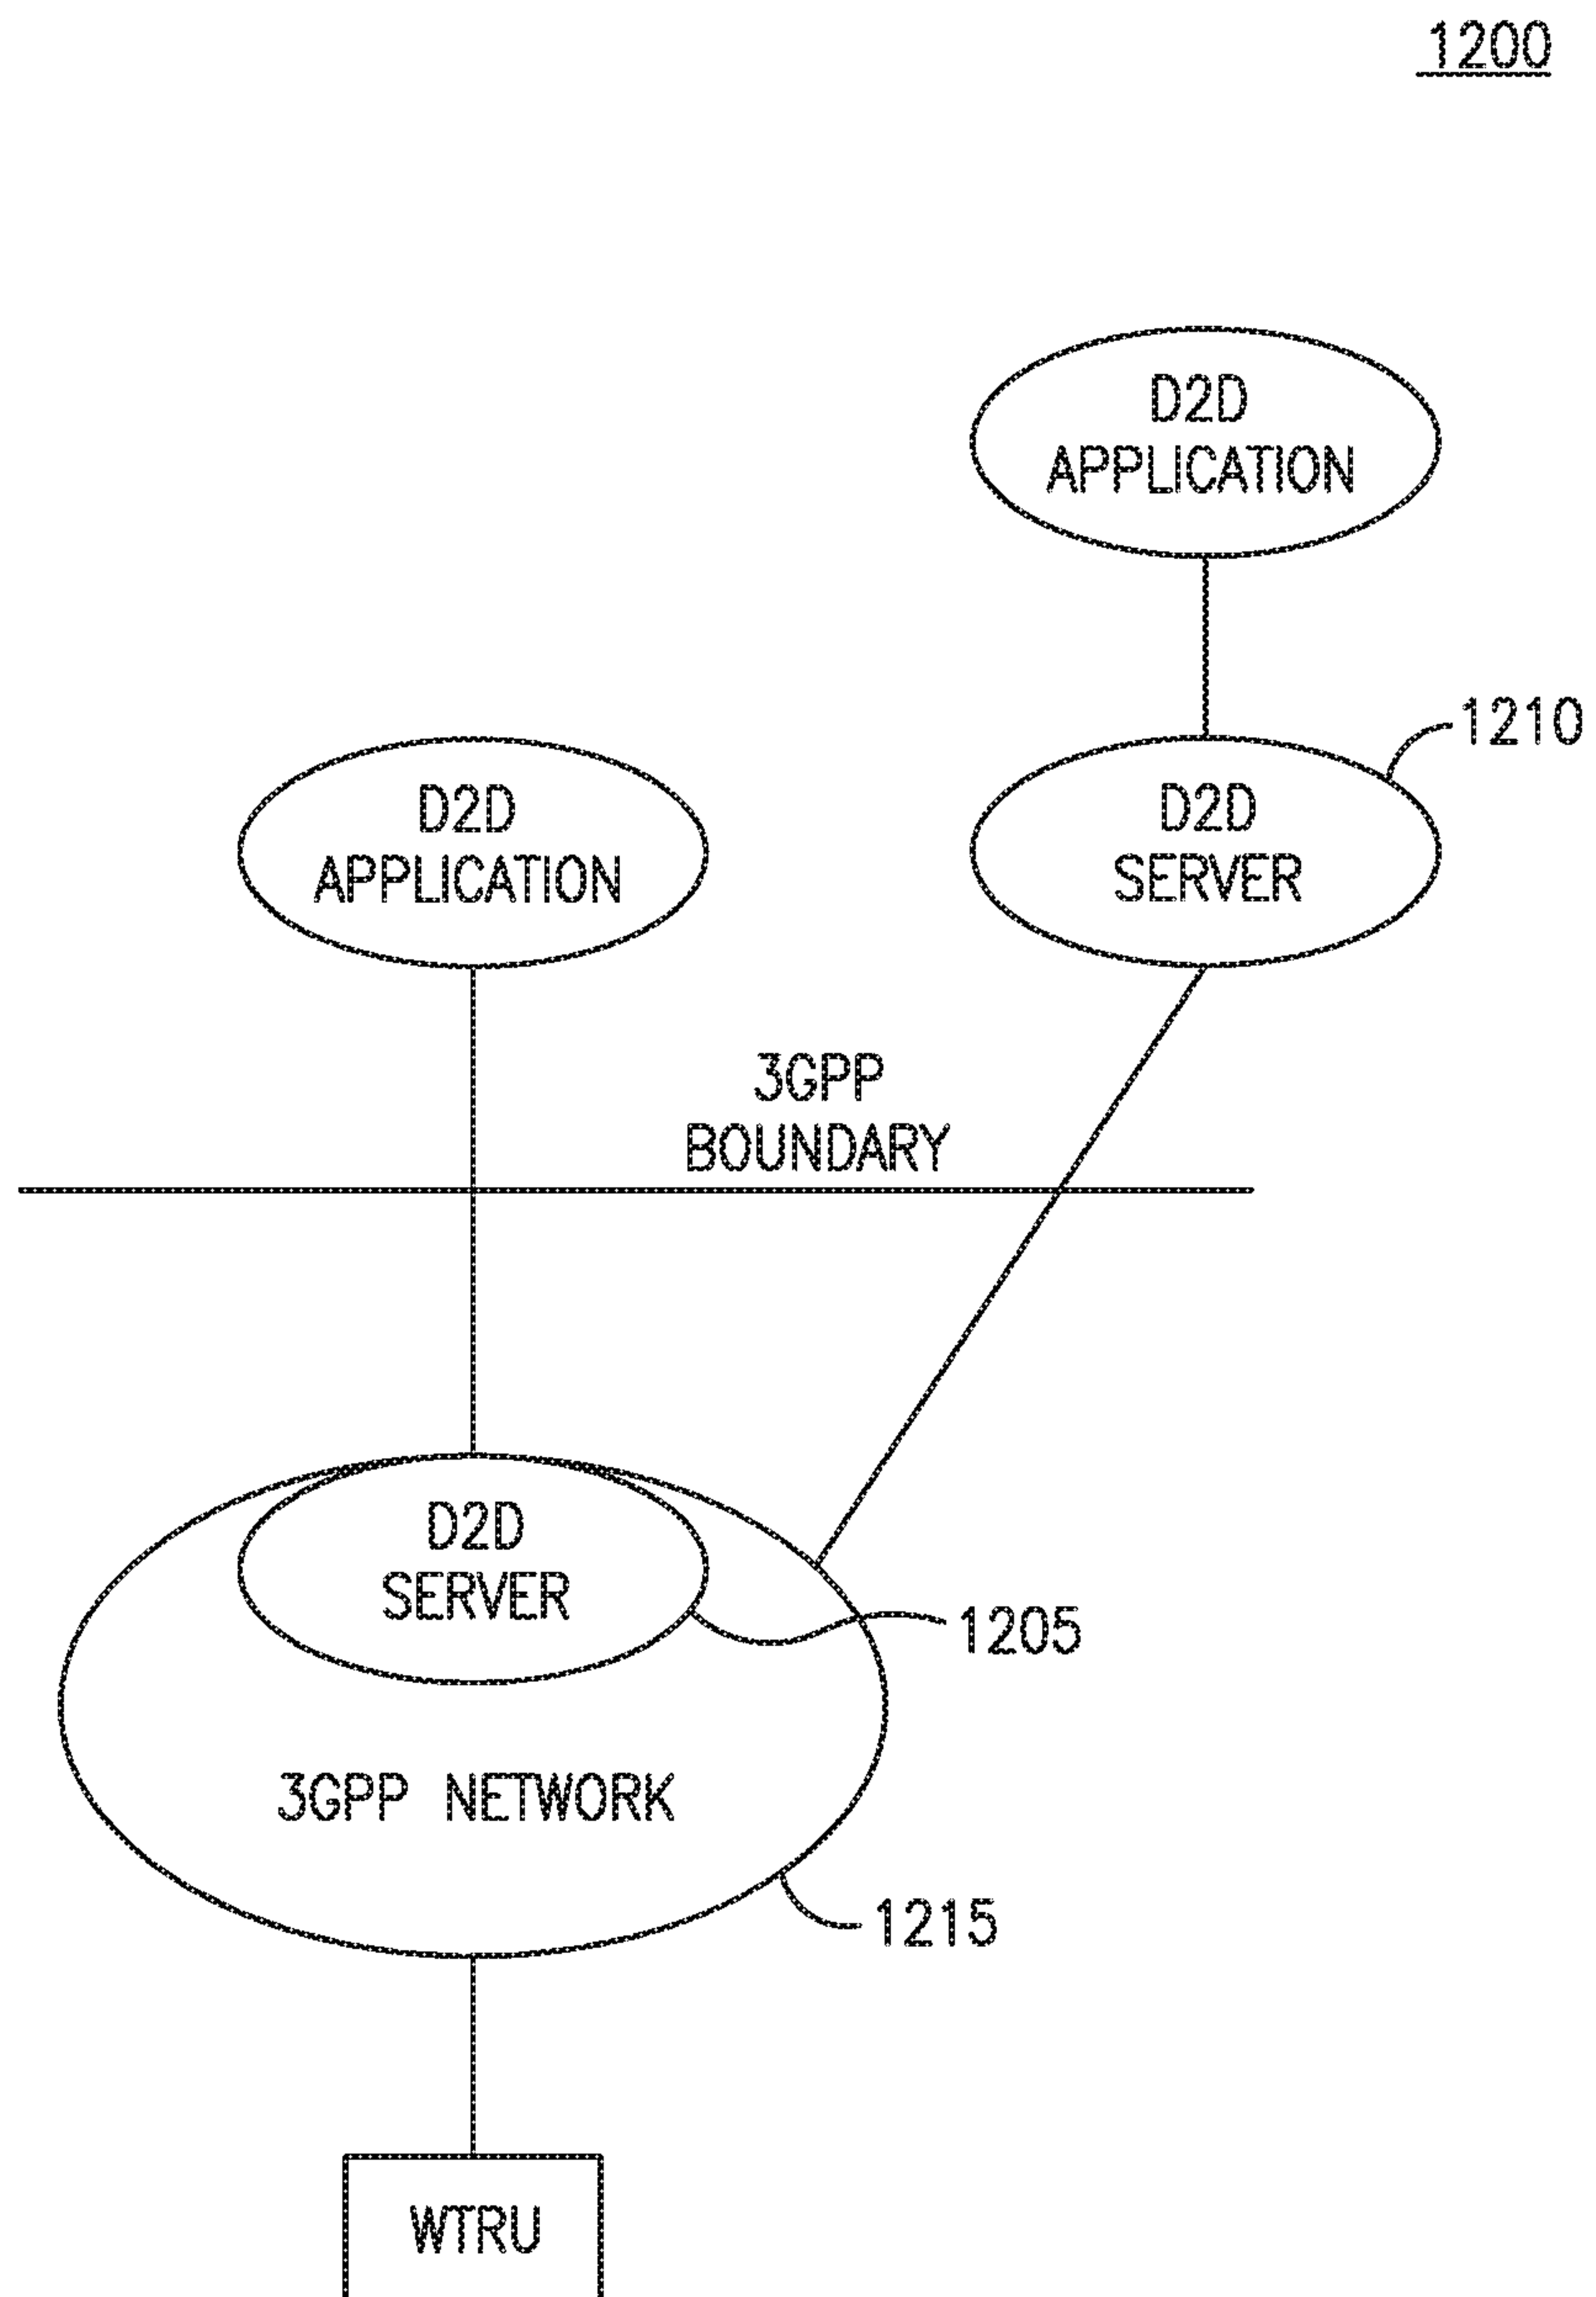 1200
D2D
APPLICATION
1210
D2D
APPLICATION
D2D
SERVER
3GPP
BOUNDARY
D2D
SERVER
1205
3GPP NETWORK
1215
WTRU